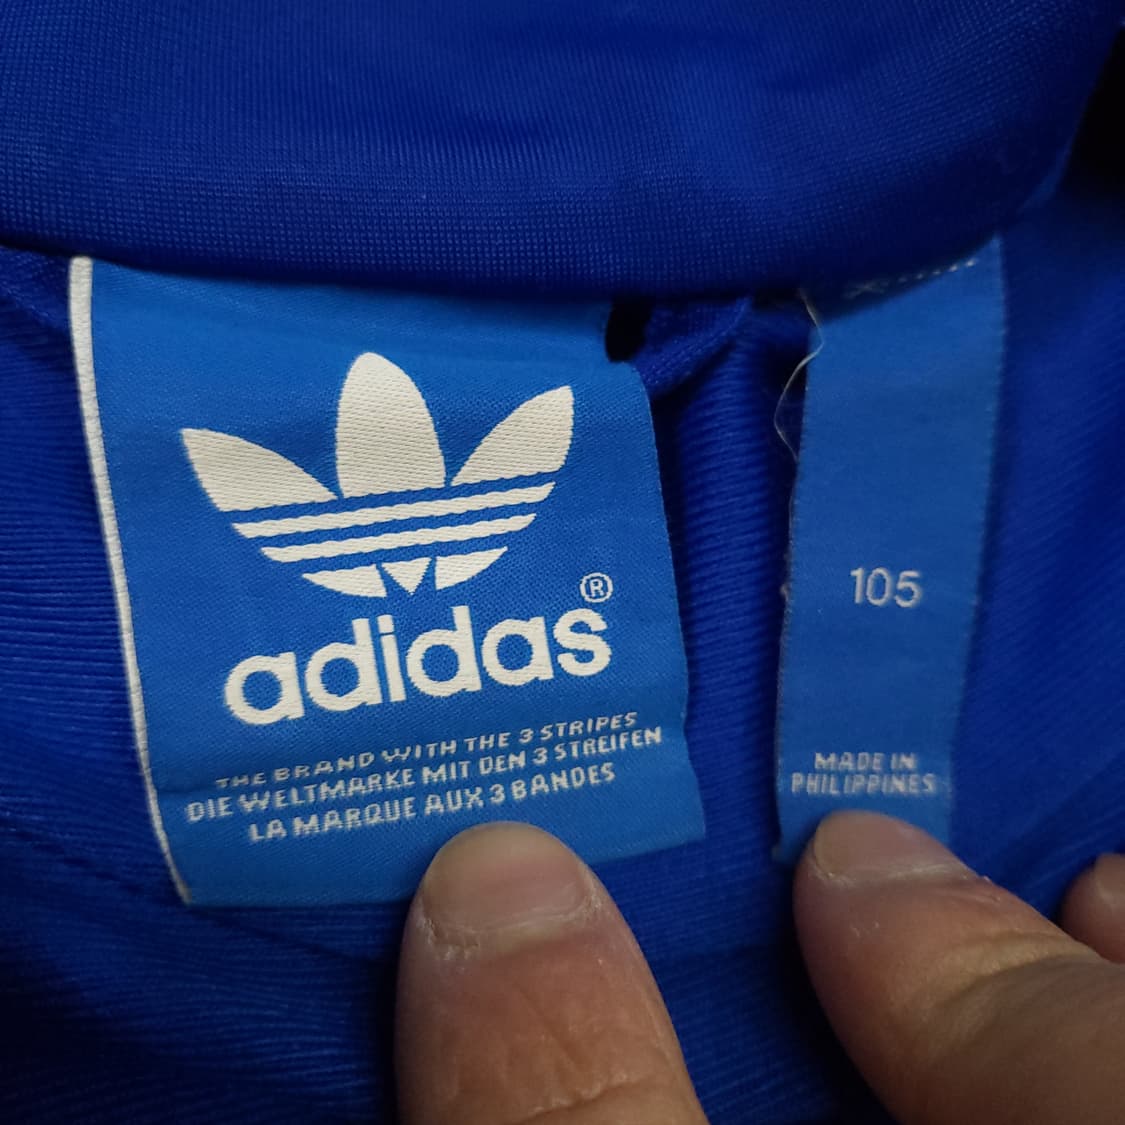 adidas®
THE BRAND WITH THE 3 STRIPES
DIE WELTMARKE MIT DEN 3 STREIFEN
LA MARQUE AUX 3 BANDES
105
MADE IN
PHILIPPINES